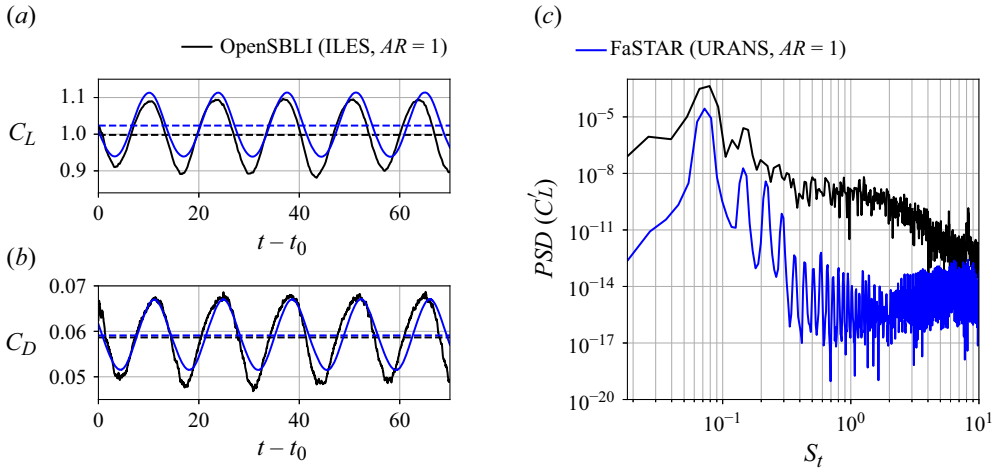 (a)
(c)
OpenSBLI (ILES, AR = 1)
FaSTAR (URANS, AR = 1)
C_L
1.1
1.0
0.9
0
20
40
60
t – t_0
(b)
C_D
0.07
0.06
0.05
0
20
40
60
t – t_0
PSD (C′_L)
10^−5
10^−8
10^−11
10^−14
10^−17
10^−20
10^−1
10^0
10^1
S_t